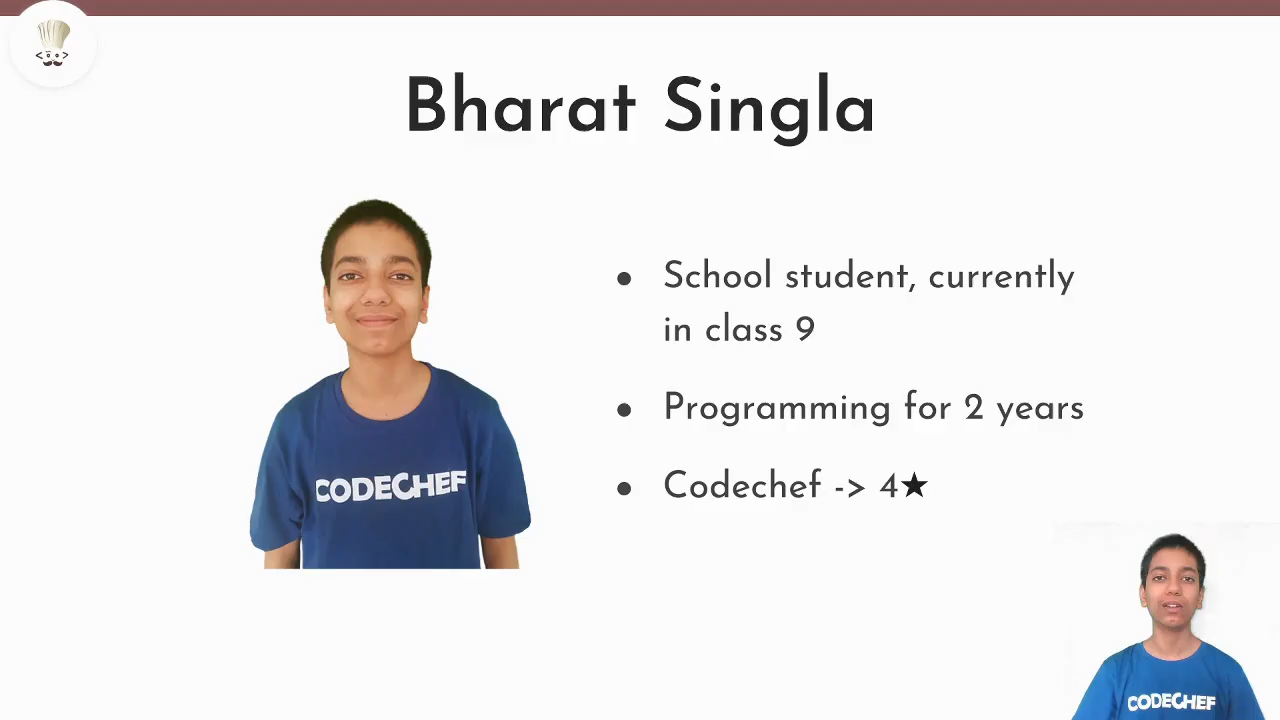 Bharat Singla
CODECHEF
● School student, currently
in class 9
● Programming for 2 years
● Codechef -> 4★
CODECHEF